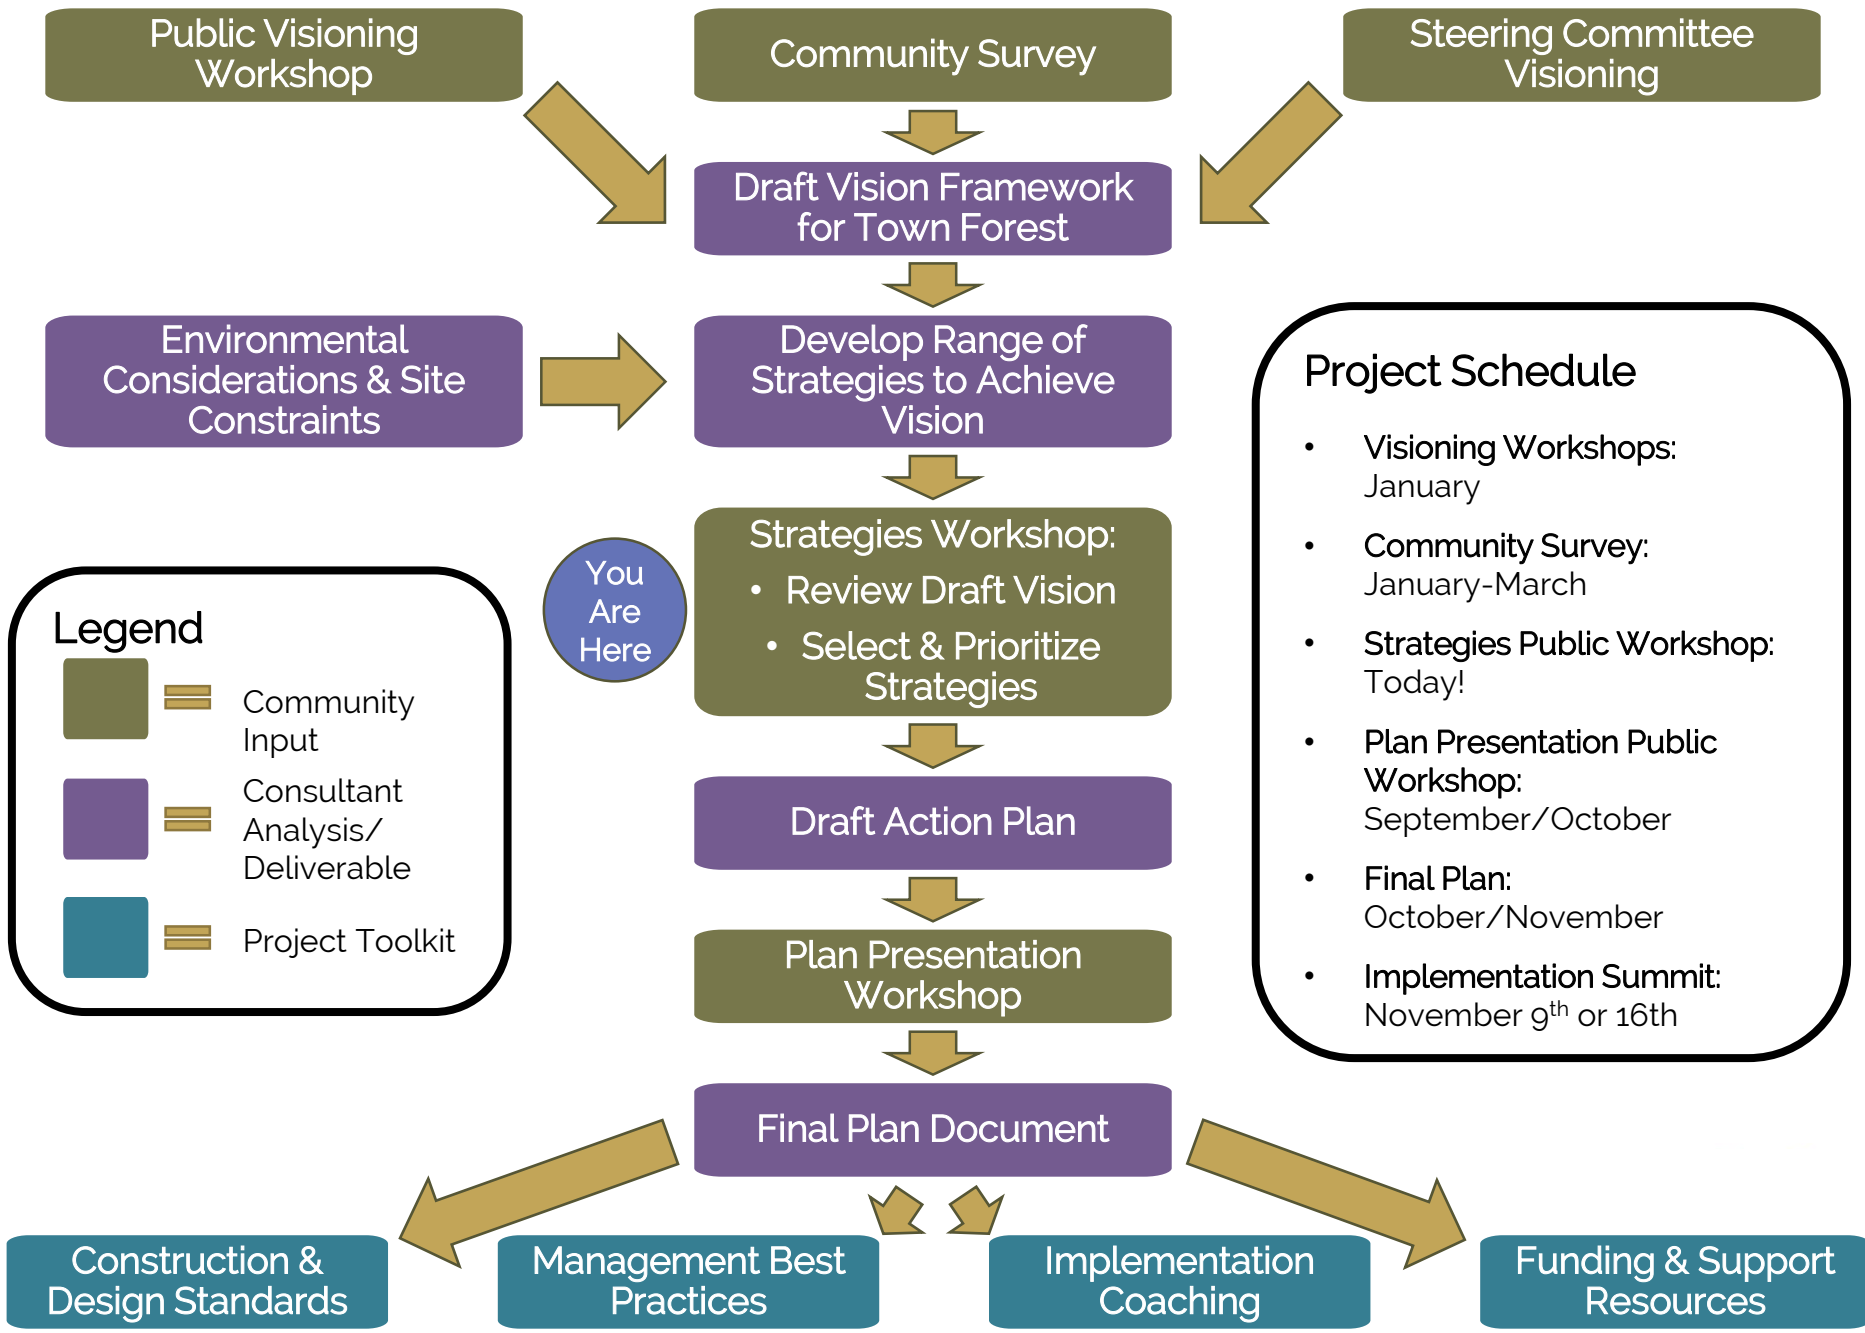 Public Visioning
Workshop
Community Survey
Steering Committee
Visioning
Draft Vision Framework
for Town Forest
Environmental
Considerations & Site
Constraints
Develop Range of
Strategies to Achieve
Vision
You
Are
Here
Strategies Workshop:
• Review Draft Vision
• Select & Prioritize
Strategies
Draft Action Plan
Plan Presentation
Workshop
Final Plan Document
Construction &
Design Standards
Management Best
Practices
Implementation
Coaching
Funding & Support
Resources
Legend
Community
Input
Consultant
Analysis/
Deliverable
Project Toolkit
Project Schedule
• Visioning Workshops:
January
• Community Survey:
January-March
• Strategies Public Workshop:
Today!
• Plan Presentation Public
Workshop:
September/October
• Final Plan:
October/November
• Implementation Summit:
November 9th or 16th